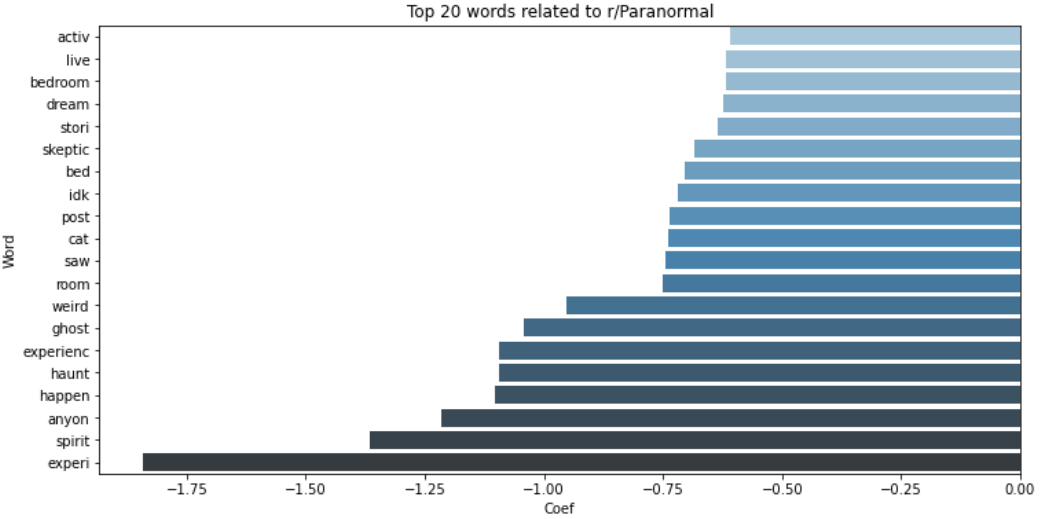 Top 20 words related to r/Paranormal
activ
live
bedroom
dream
stori
skeptic
bed
idk
post
cat
saw
room
weird
ghost
experienc
haunt
happen
anyon
spirit
experi
Word
−1.75 −1.50 −1.25 −1.00 −0.75 −0.50 −0.25 0.00
Coef